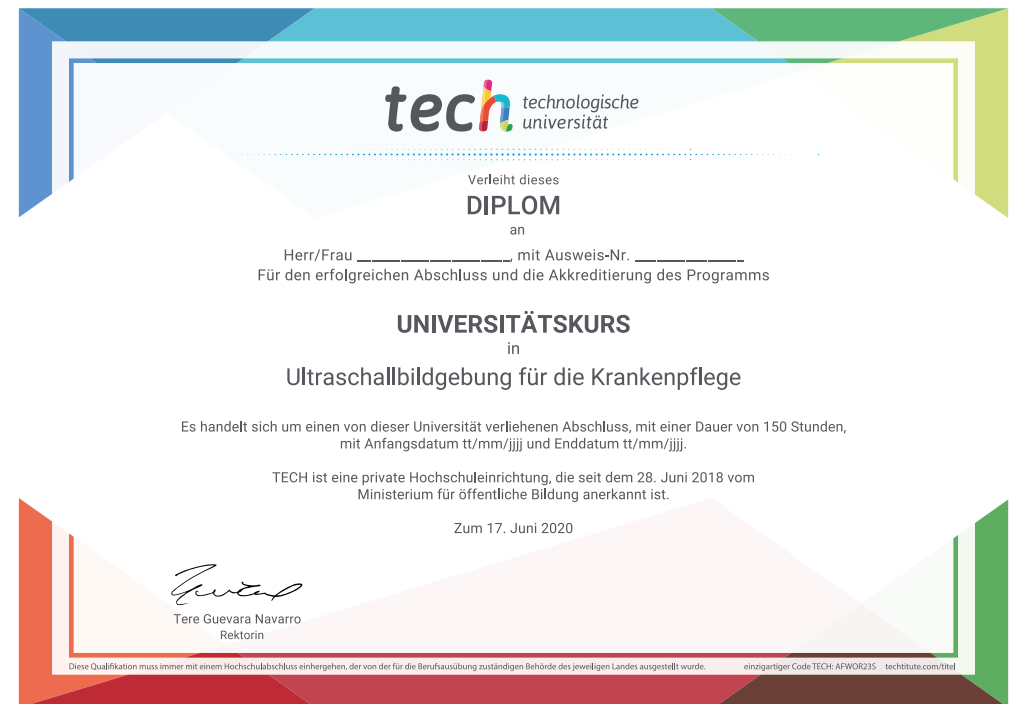 tech technologische
universität
Verleiht dieses
DIPLOM
an
Herr/Frau ____________________, mit Ausweis-Nr. ______________
Für den erfolgreichen Abschluss und die Akkreditierung des Programms
UNIVERSITÄTSKURS
in
Ultraschallbildgebung für die Krankenpflege
Es handelt sich um einen von dieser Universität verliehenen Abschluss, mit einer Dauer von 150 Stunden,
mit Anfangsdatum tt/mm/jjjj und Enddatum tt/mm/jjjj.
TECH ist eine private Hochschuleinrichtung, die seit dem 28. Juni 2018 vom
Ministerium für öffentliche Bildung anerkannt ist.
Zum 17. Juni 2020
Tere Guevara Navarro
Rektorin
Diese Qualifikation muss immer mit einem Hochschulabschluss einhergehen, der von der für die Berufsausübung zuständigen Behörde des jeweiligen Landes ausgestellt wurde. einzigartiger Code TECH: AFWOR23S techtitute.com/titel